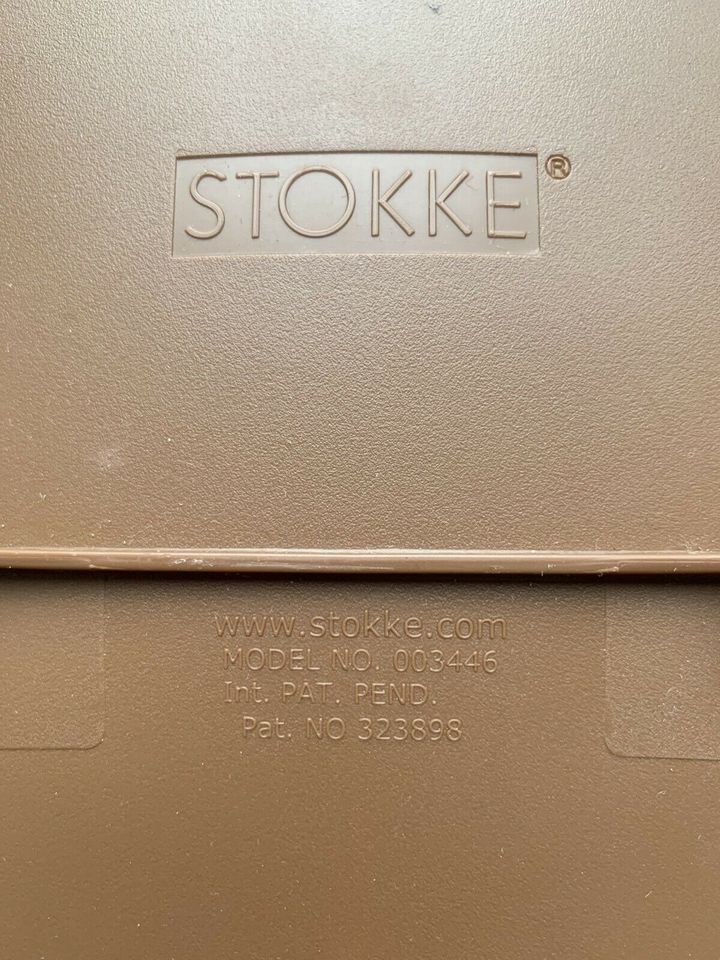 STOKKE®
www.stokke.com
MODEL NO. 003446
Int. PAT. PEND.
Pat. NO 323898